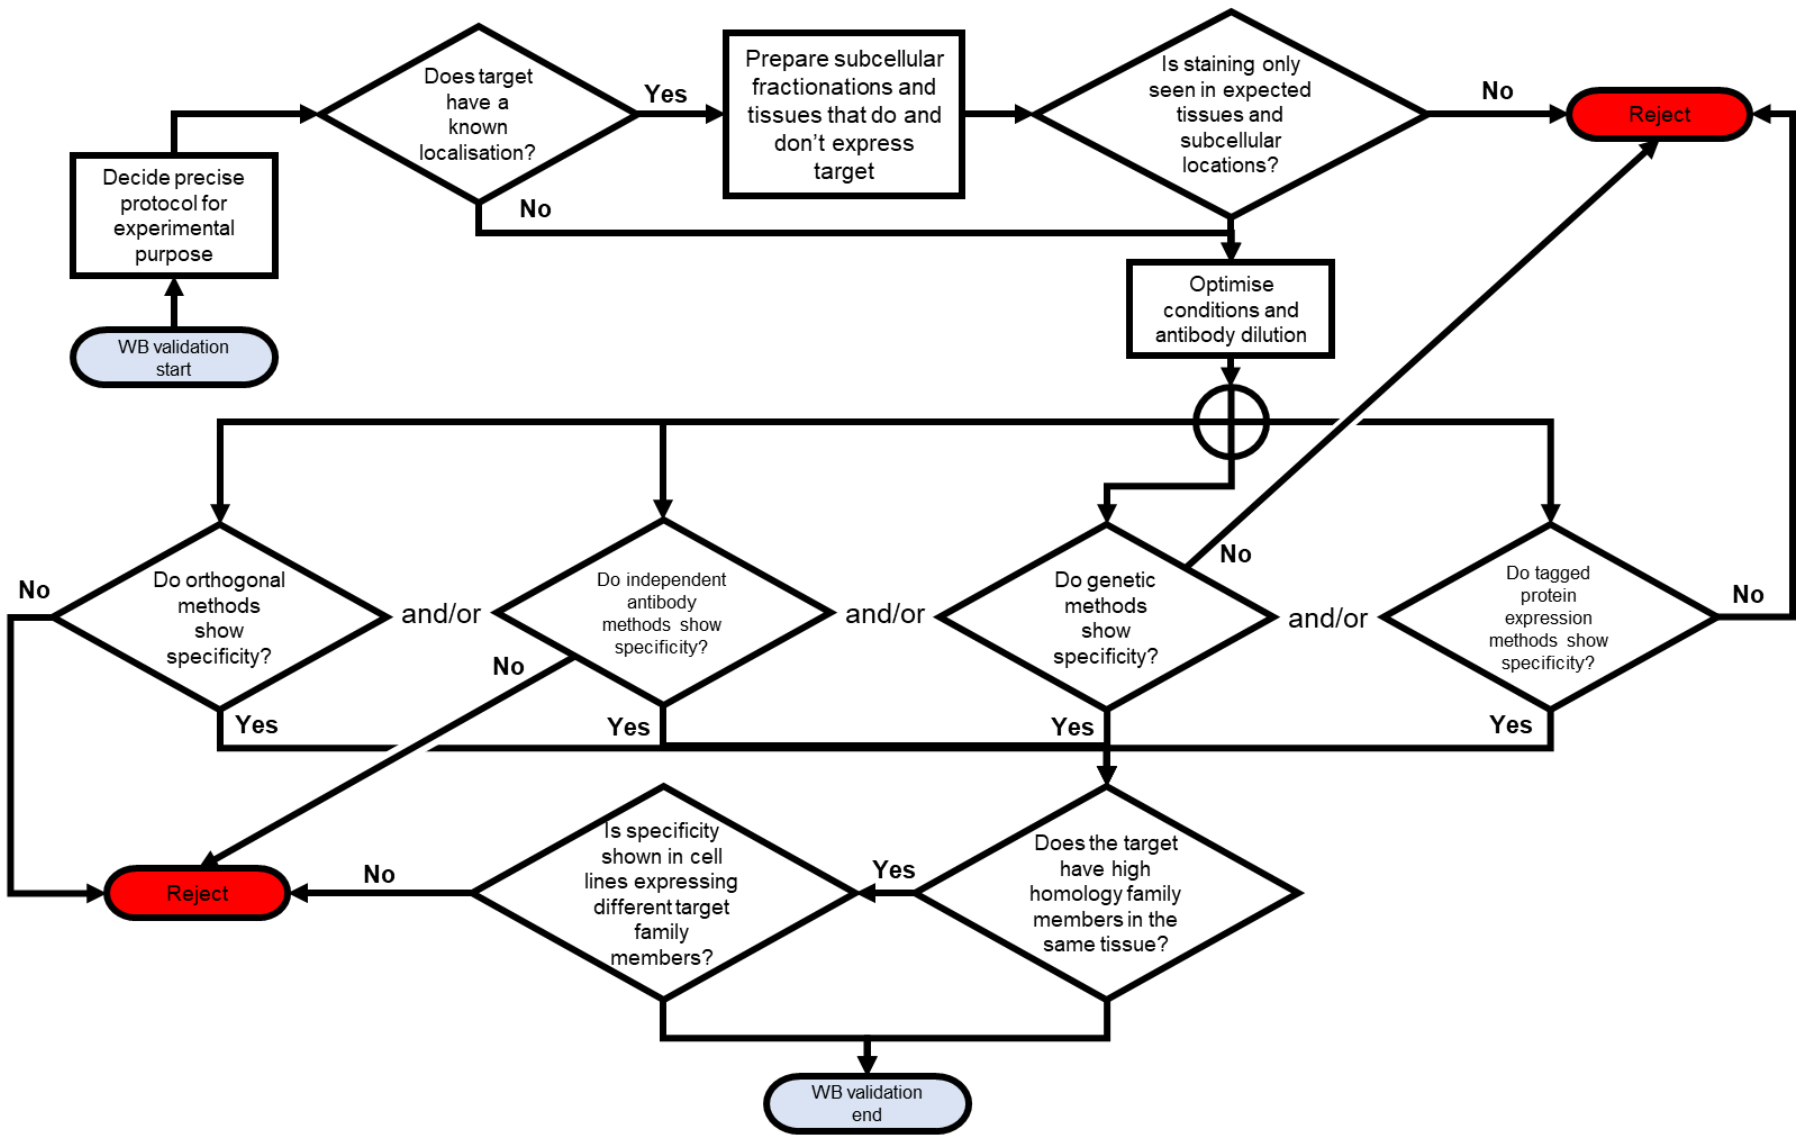 Does target
have a
known
localisation?
Yes
Prepare subcellular
fractionations and
tissues that do and
don't express
target
Is staining only
seen in expected
tissues and
subcellular
locations?
No
Reject
Decide precise
protocol for
experimental
purpose
No
WB validation
start
Optimise
conditions and
antibody dilution
No
Do orthogonal
methods
show
specificity?
and/or
Do independent
antibody
methods show
specificity?
and/or
Do genetic
methods
show
specificity?
No
and/or
Do tagged
protein
expression
methods show
specificity?
No
No
Yes
Yes
Yes
Yes
Reject
No
Is specificity
shown in cell
lines expressing
different target
family
members?
Yes
Does the target
have high
homology family
members in the
same tissue?
WB validation
end